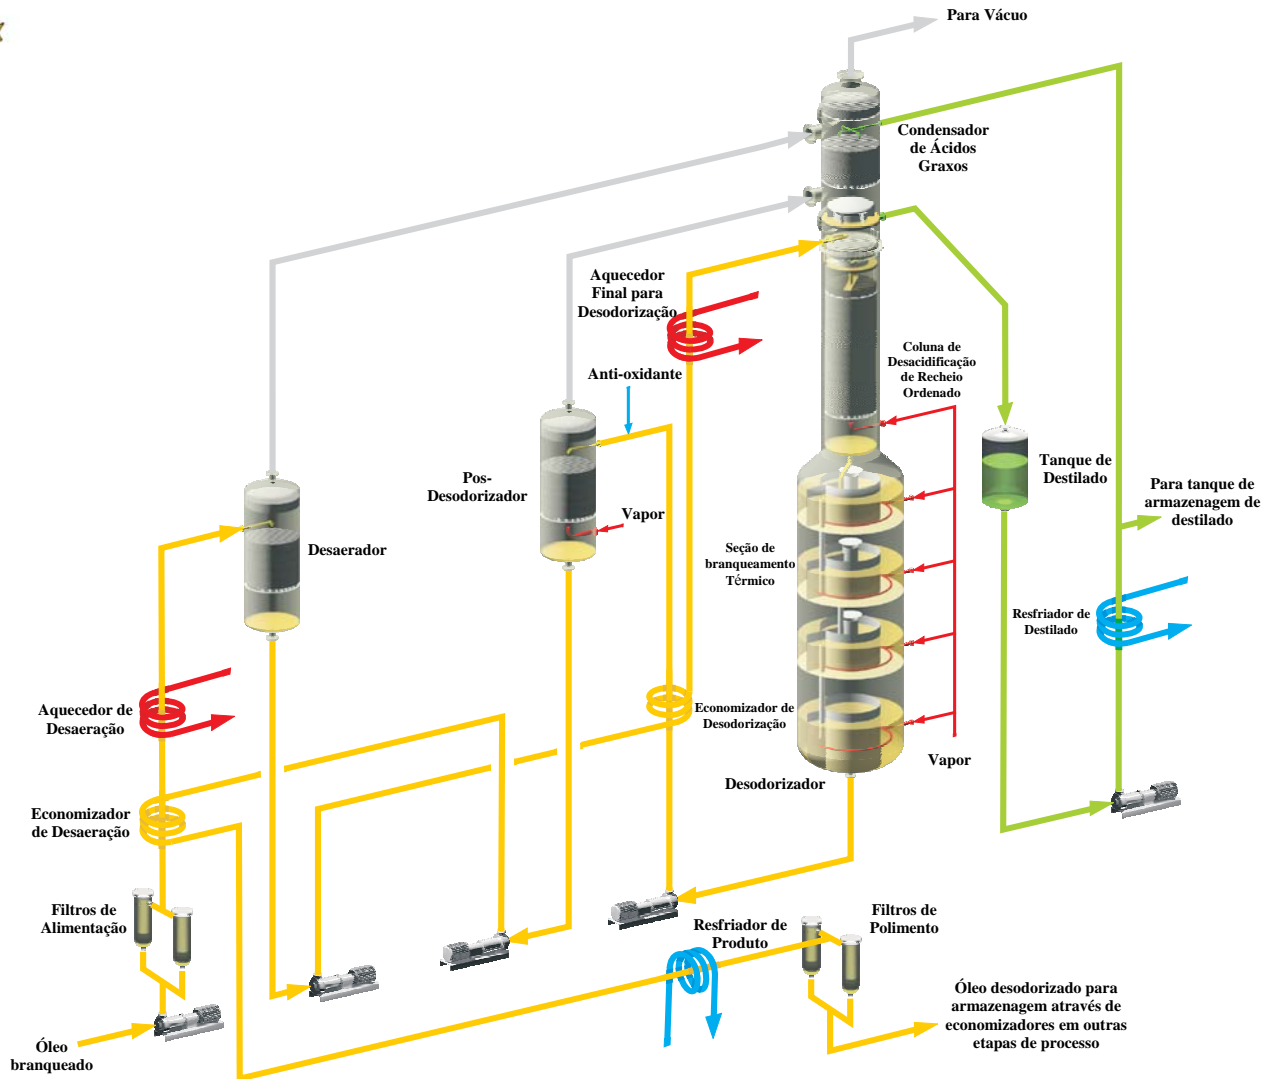 Para Vácuo
Condensador
de Ácidos
Graxos
Aquecedor
Final para
Desodorização
Coluna de
Desacidificação
de Recheio
Ordenado
Anti-oxidante
Pos-
Desodorizador
Vapor
Tanque de
Destilado
Para tanque de
armazenagem de
destilado
Desaerador
Seção de
branqueamento
Térmico
Resfriador de
Destilado
Aquecedor de
Desaeração
Economizador de
Desodorização
Vapor
Desodorizador
Economizador
de Desaeração
Filtros de
Alimentação
Resfriador de
Produto
Filtros de
Polimento
Óleo desodorizado para
armazenagem através de
economizadores em outras
etapas de processo
Óleo
branqueado